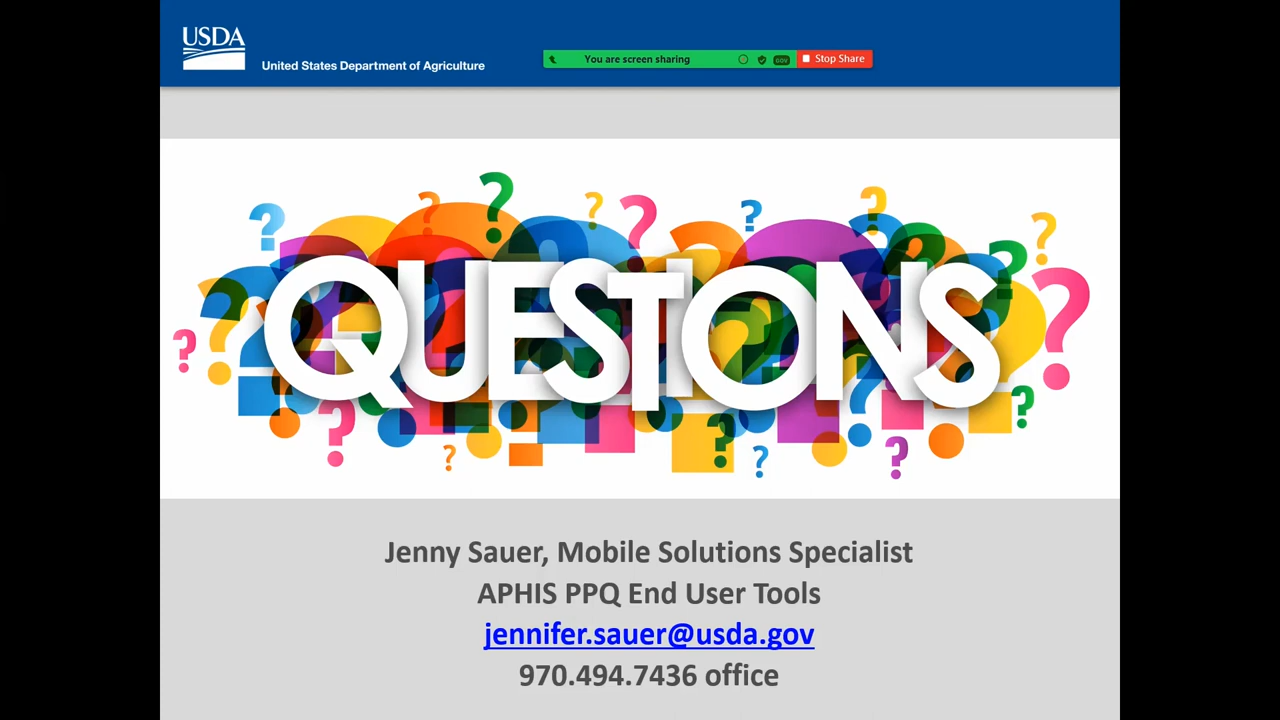 USDA
United States Department of Agriculture
You are screen sharing
GOV
Stop Share
QUESTIONS
Jenny Sauer, Mobile Solutions Specialist
APHIS PPQ End User Tools
jennifer.sauer@usda.gov
970.494.7436 office